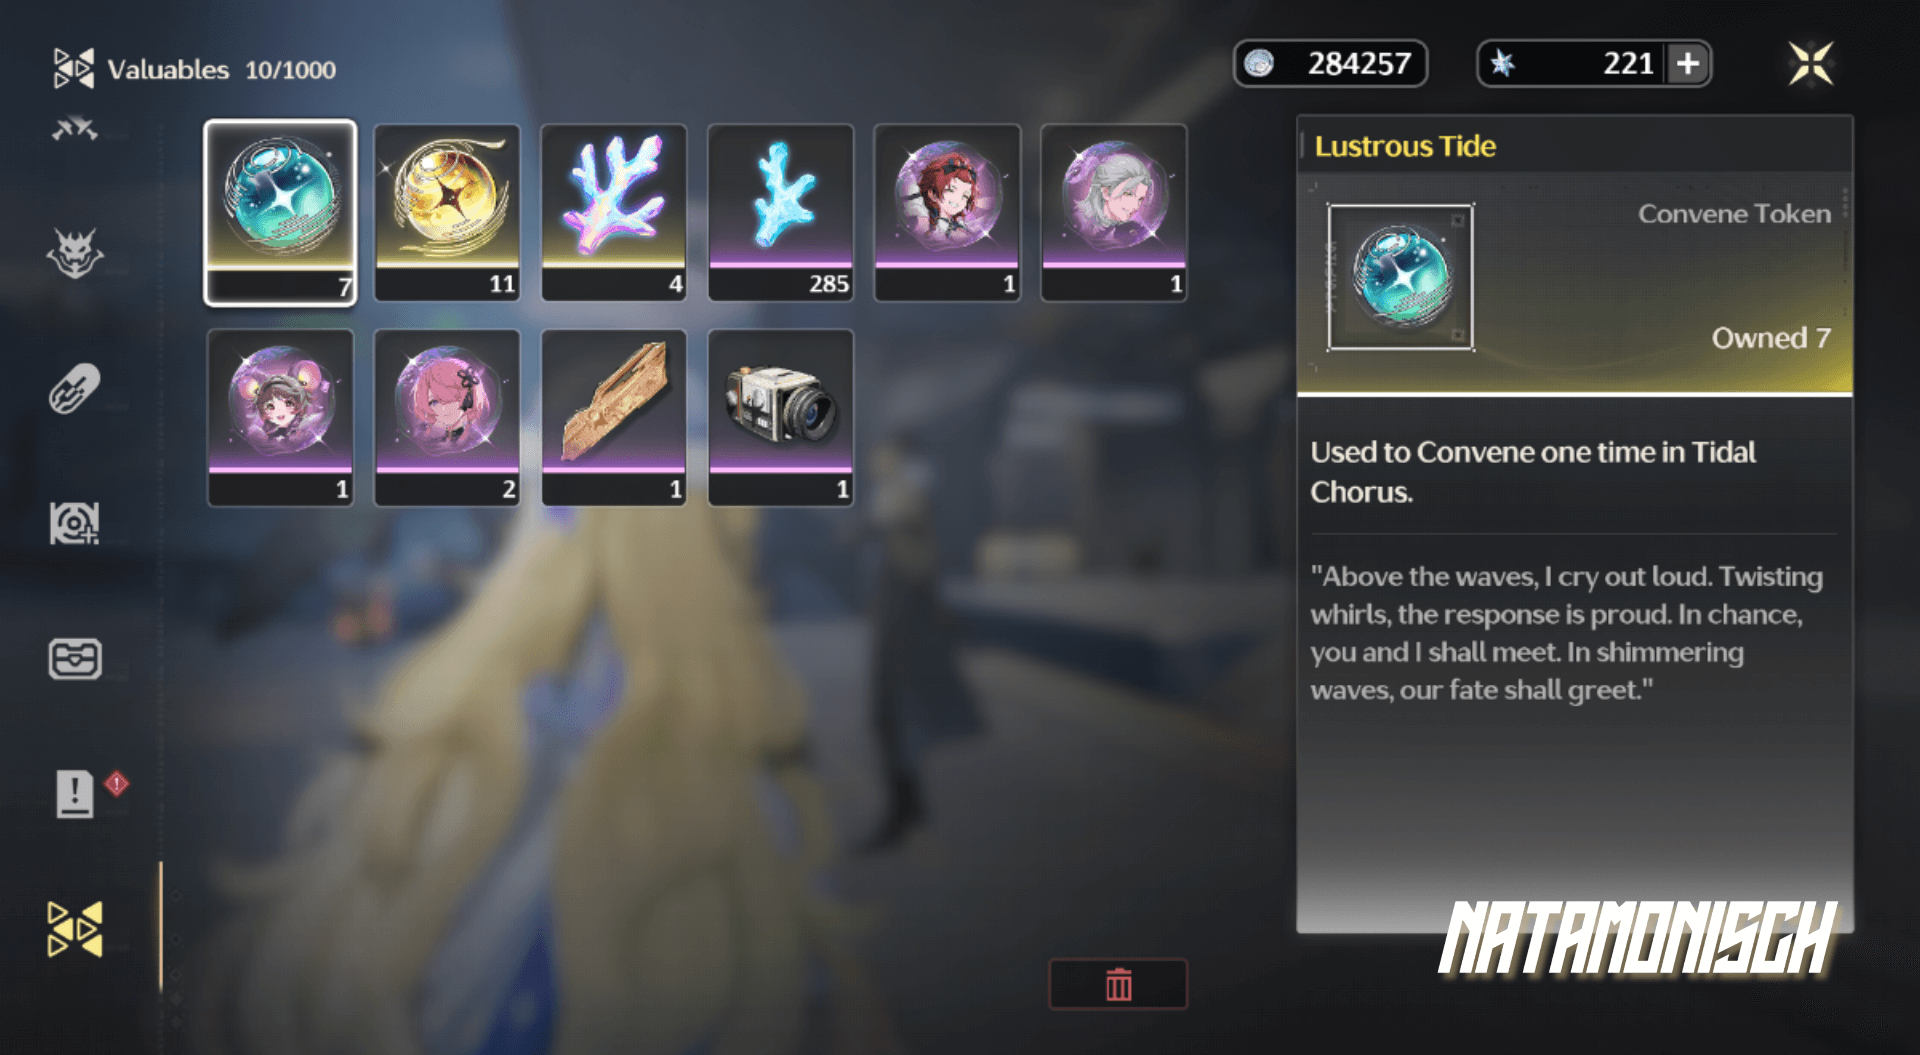 Valuables 10/1000
284257
221
7
11
4
285
1
1
1
2
1
1
Lustrous Tide
Convene Token
Owned 7
Used to Convene one time in Tidal
Chorus.
"Above the waves, I cry out loud. Twisting
whirls, the response is proud. In chance,
you and I shall meet. In shimmering
waves, our fate shall greet."
NATAMONISCH